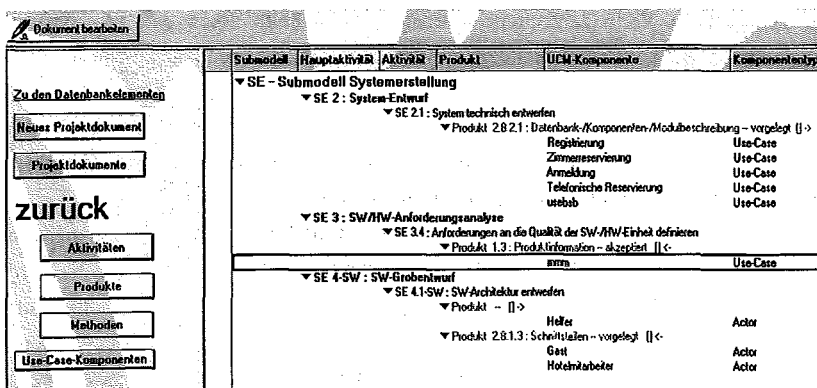 Dokument bearbeiten
Submodell Hauptaktivität Aktivität Produkt UCM-Komponente Komponententyp
Zu den Datenbankelementen
Neues Projektdokument
Projektdokumente
zurück
Aktivitäten
Produkte
Methoden
Use-Case-Komponenten
▼SE - Submodell Systemerstellung
▼SE 2 : System-Entwurf
▼SE 2.1 : System technisch entwerfen
▼Produkt 2.8.2.1 : Datenbank-/Komponenten-/Modulbeschreibung -- vorgelegt [] ->
Registrierung Use-Case
Zimmerreservierung Use-Case
Anmeldung Use-Case
Telefonische Reservierung Use-Case
usebsb Use-Case
▼SE 3 : SW/HW-Anforderungsanalyse
▼SE 3.4 : Anforderungen an die Qualität der SW-/HW-Einheit definieren
▼Produkt 1.3 : Produktinformation -- akzeptiert [] <-
Use-Case
▼SE 4-SW : SW-Grobentwurf
▼SE 4.1-SW : SW-Architektur entwerfen
▼Produkt -- [] ->
Helfer Actor
▼Produkt 2.8.1.3 : Schnittstellen -- vorgelegt [] <-
Gast Actor
Hotelmitarbeiter Actor